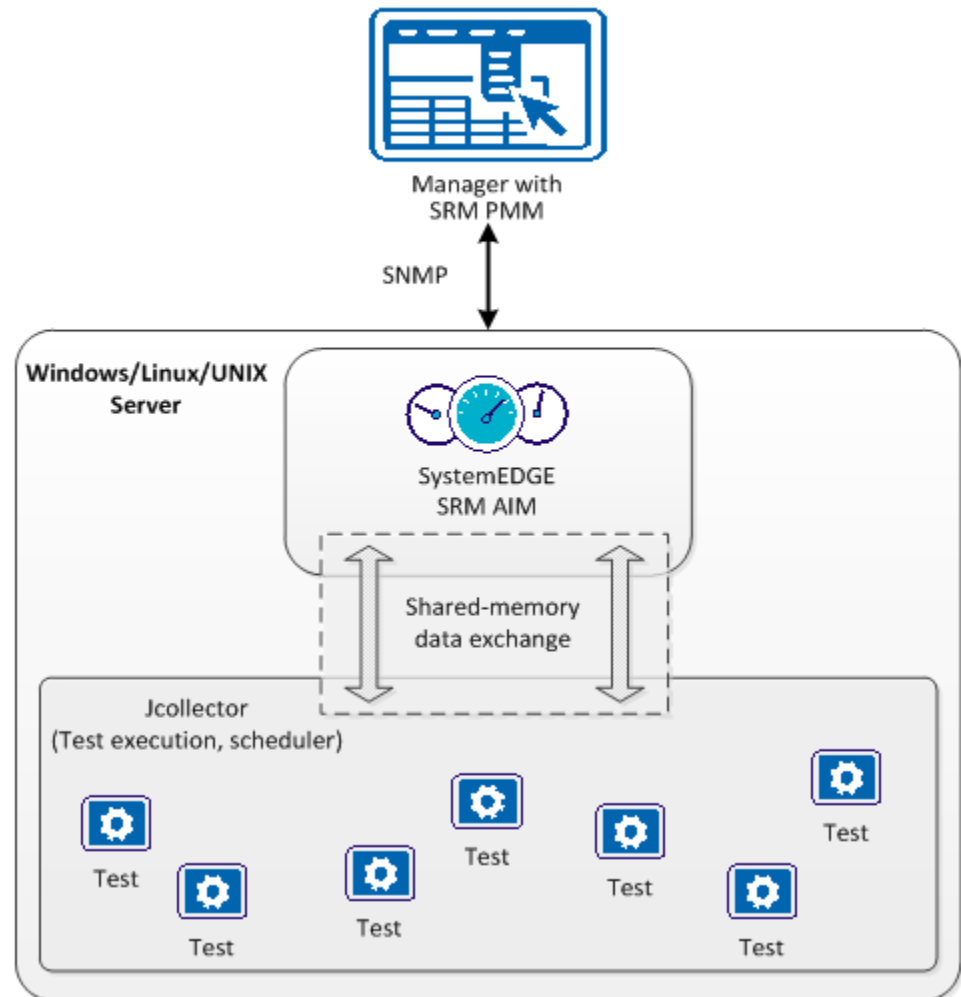 Manager with
SRM PMM
SNMP
Windows/Linux/UNIX
Server
SystemEDGE
SRM AIM
Shared-memory
data exchange
Jcollector
(Test execution, scheduler)
Test
Test
Test
Test
Test
Test
Test